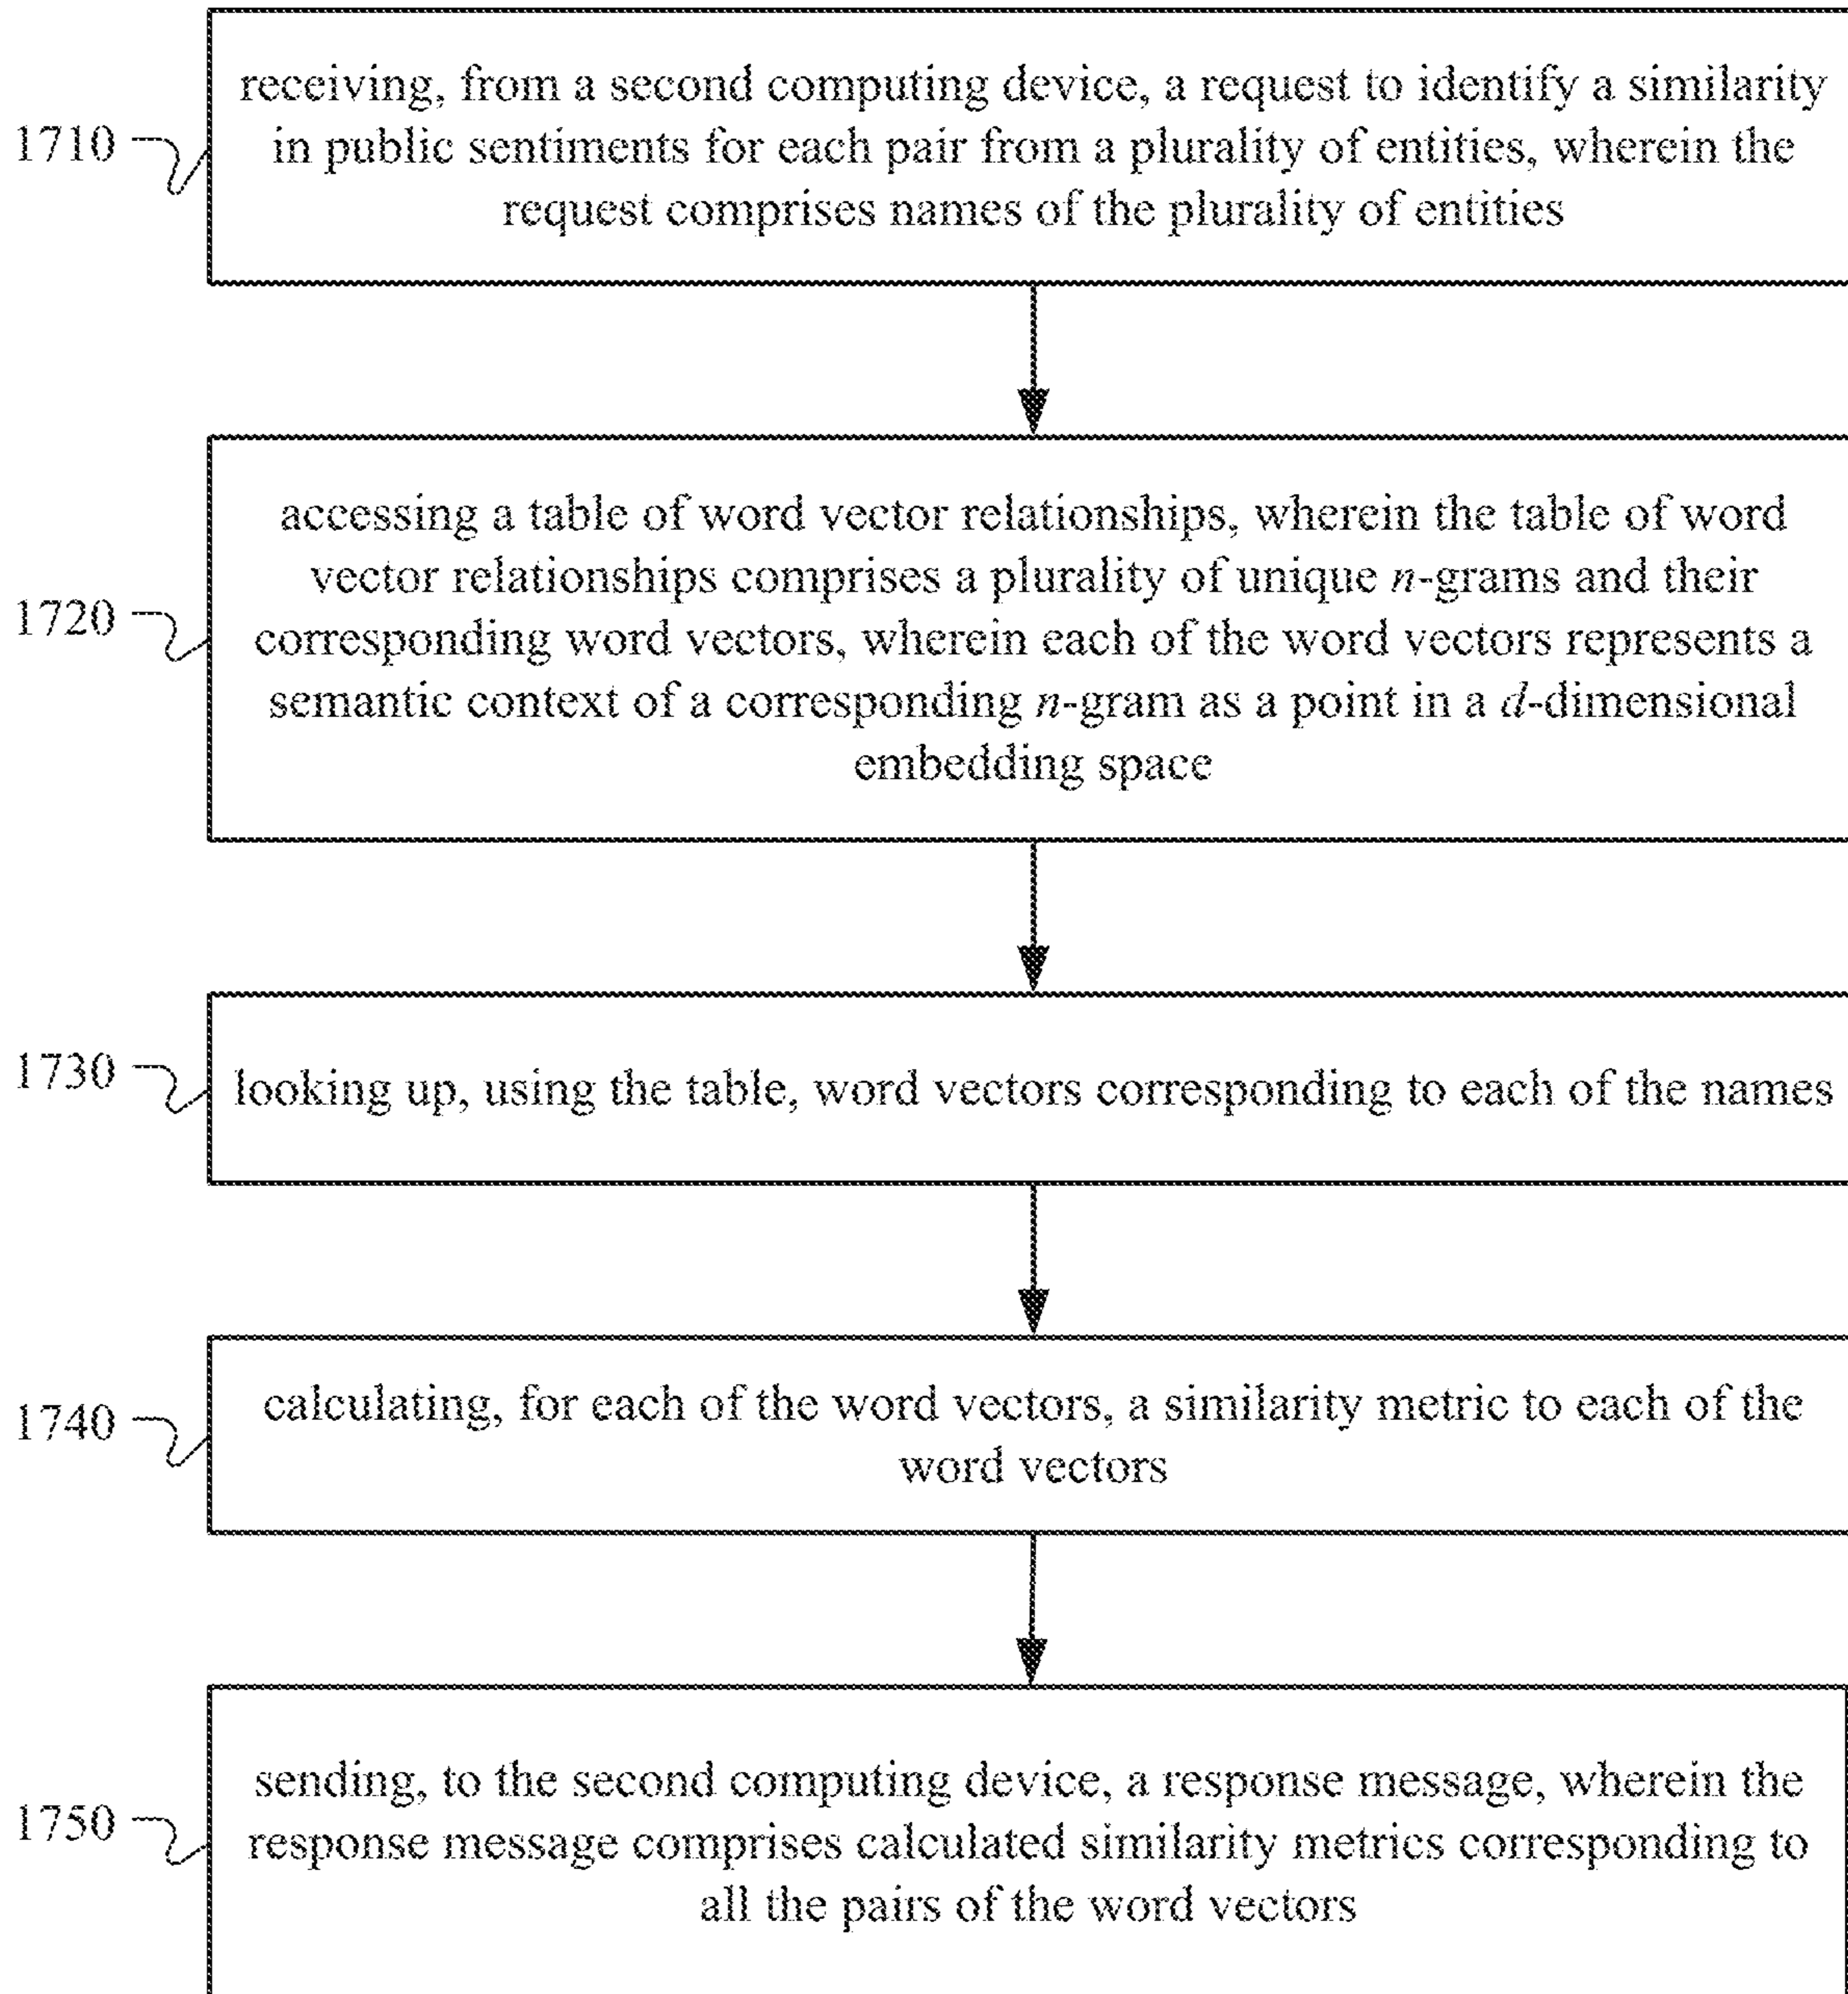 receiving, from a second computing device, a request to identify a similarity
1710
in public sentiments for each pair from a plurality of entities, wherein the
request comprises names of the plurality of entities
accessing a table of word vector relationships, wherein the table of word
vector relationships comprises a plurality of unique n-grams and their
1720
corresponding word vectors, wherein each of the word vectors represents a
semantic context of a corresponding n-gram as a point in a d-dimensional
embedding space
1730
looking up, using the table, word vectors corresponding to each of the names
1740
calculating, for each of the word vectors, a similarity metric to each of the
word vectors
sending, to the second computing device, a response message, wherein the
1750
response message comprises calculated similarity metrics corresponding to
all the pairs of the word vectors